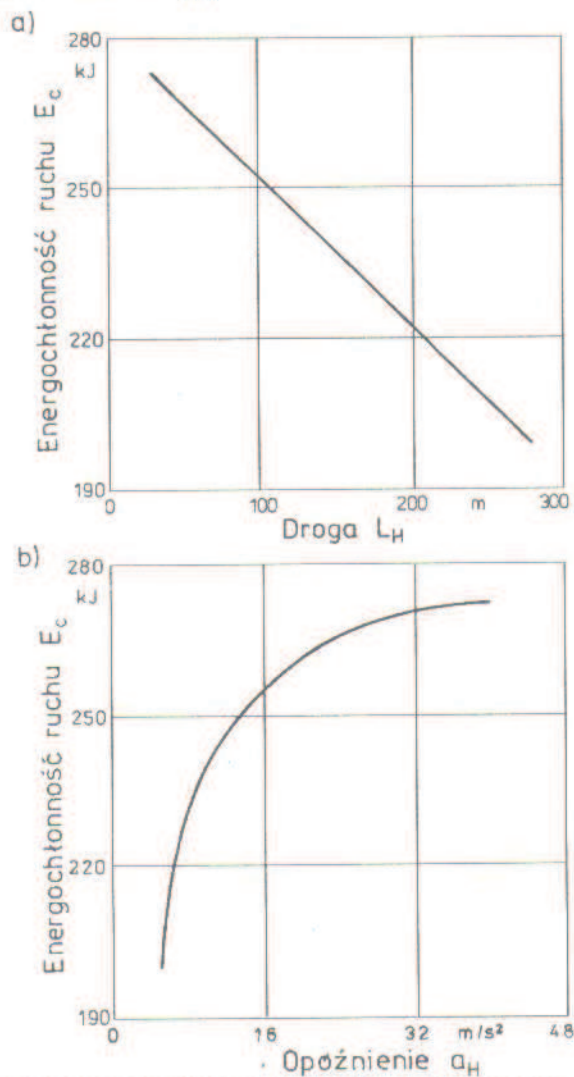 a)
280
kJ
250
220
190
Energochłonność ruchu E_c
0 100 200 m 300
Droga L_H
b)
280
kJ
250
220
190
Energochłonność ruchu E_c
0 16 32 m/s² 48
Opóźnienie a_H